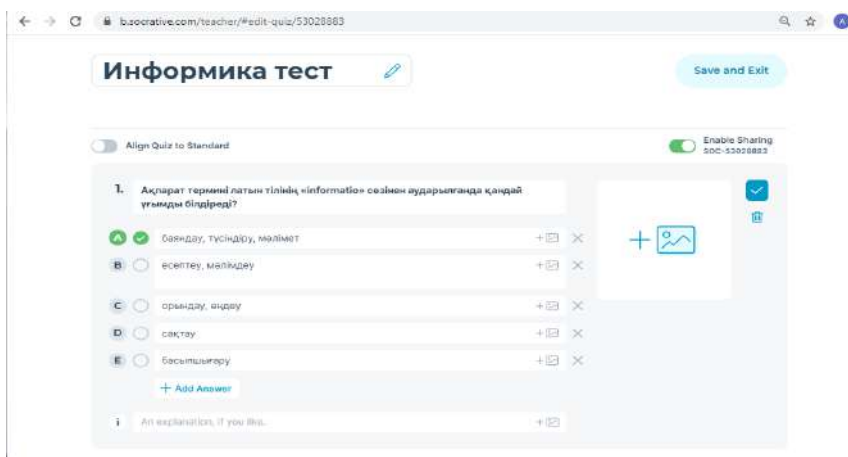 b.socrative.com/teacher/#edit-quiz/53028883
Информика тест
Save and Exit
Align Quiz to Standard
Enable Sharing
SOC-53028883
1. Ақпарат термині латын тілінің «informatio» сөзінен аударылғанда қандай
ұғымды білдіреді?
A баяндау, түсіндіру, мәлімет
B есептеу, мәлімдеу
C орындау, өңдеу
D сақтау
E басыпшығару
+ Add Answer
i An explanation, if you like.